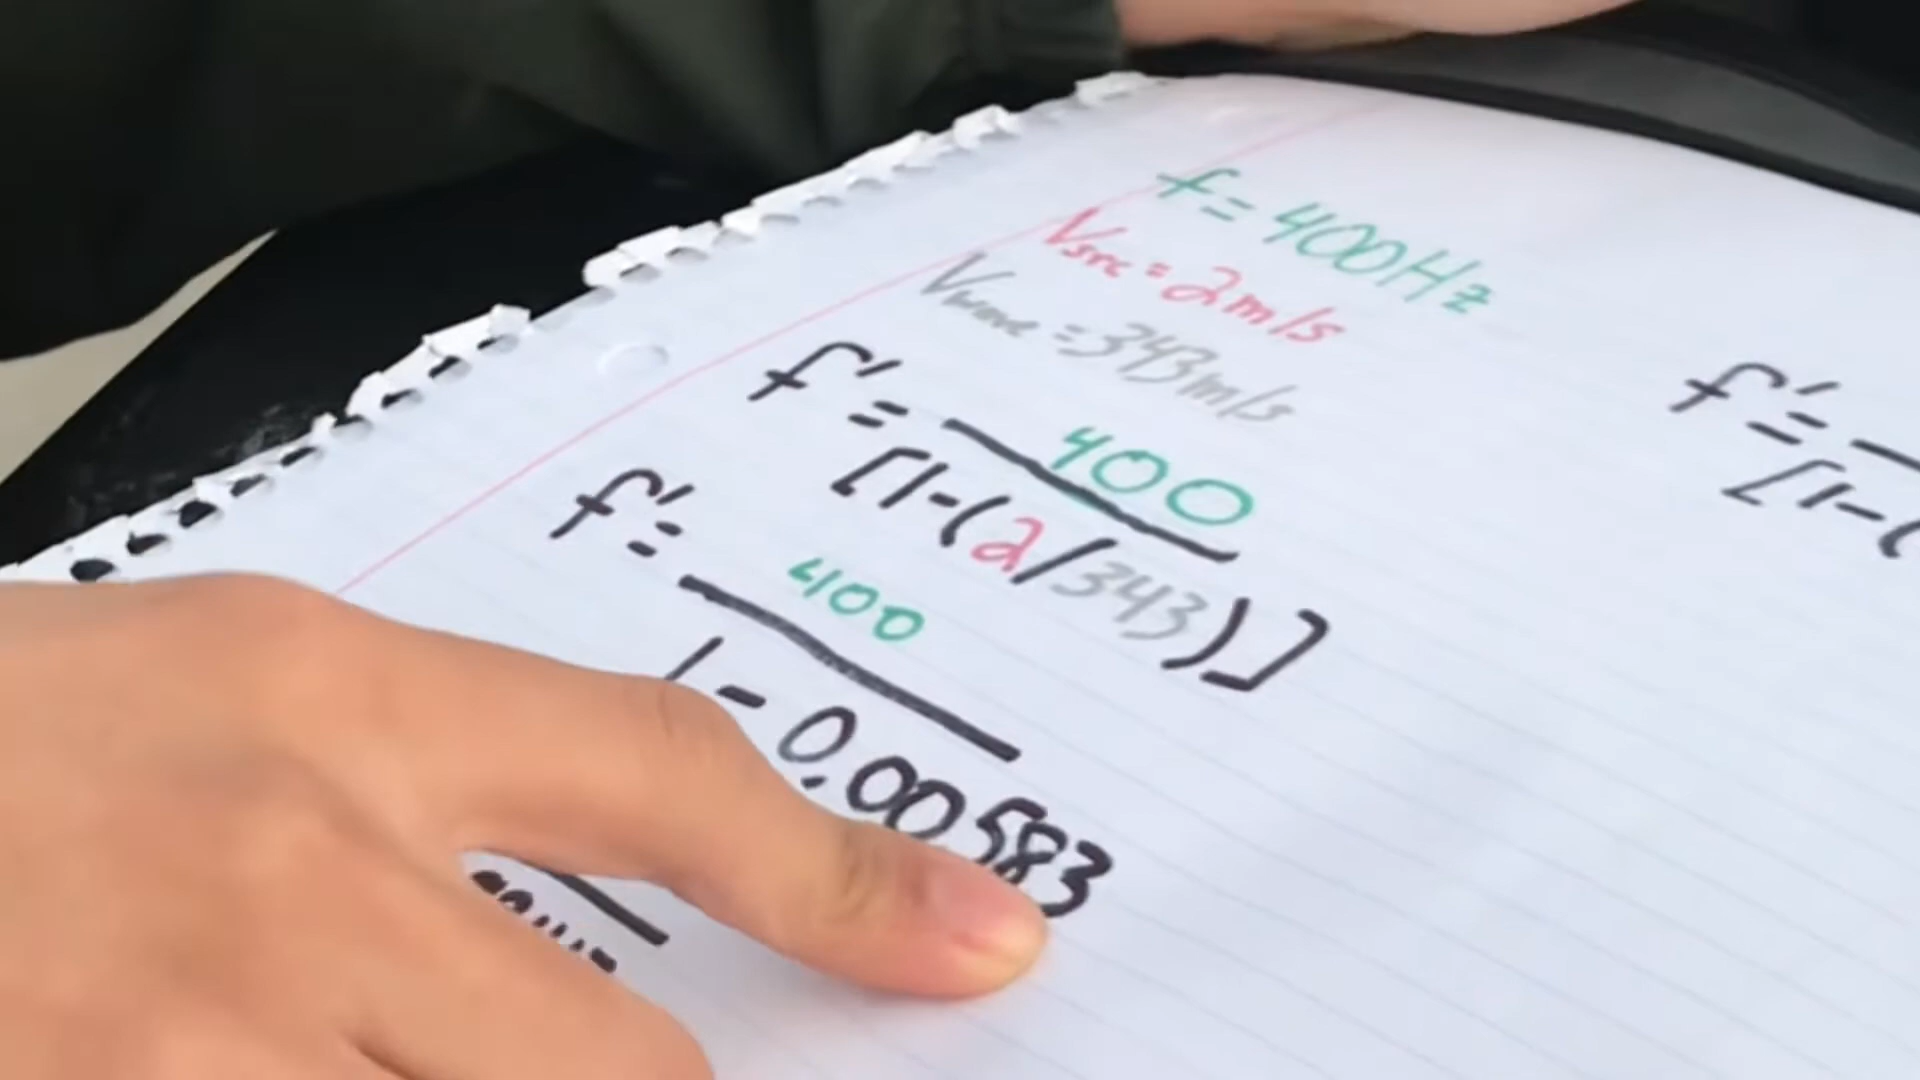 f = 400Hz
Vsrc = 2m/s
Vwave = 343m/s
f' = 400
[1-(2/343)]
f' = 400
1-0.00583
f' =
[1-(